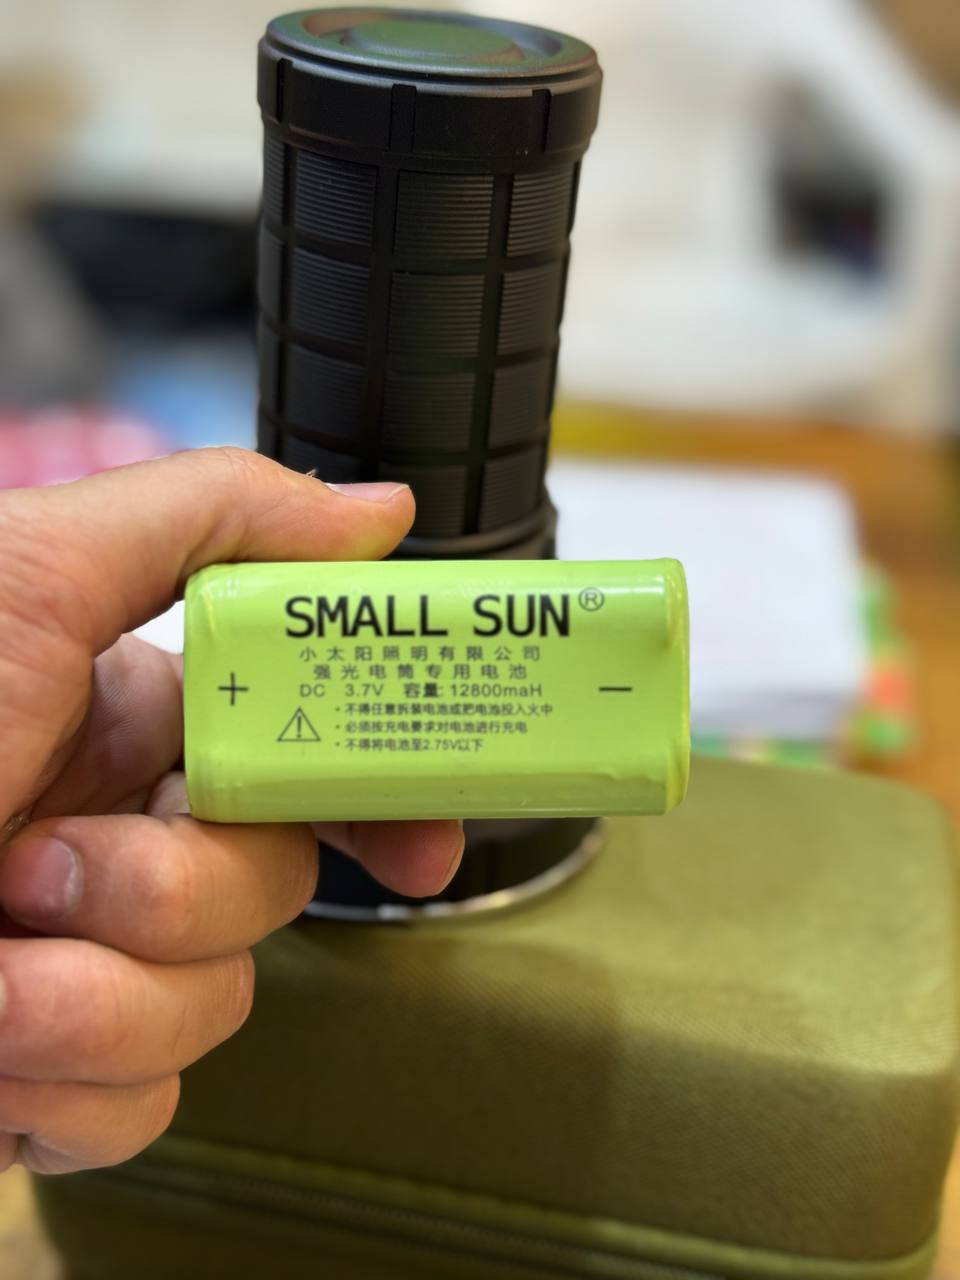 SMALL SUN®
小太阳照明有限公司
强光电筒专用电池
+
DC 3.7V 容量: 12800maH
−
• 不得任意拆装电池或把电池投入火中
• 必须按充电要求对电池进行充电
• 不得将电池至2.75V以下